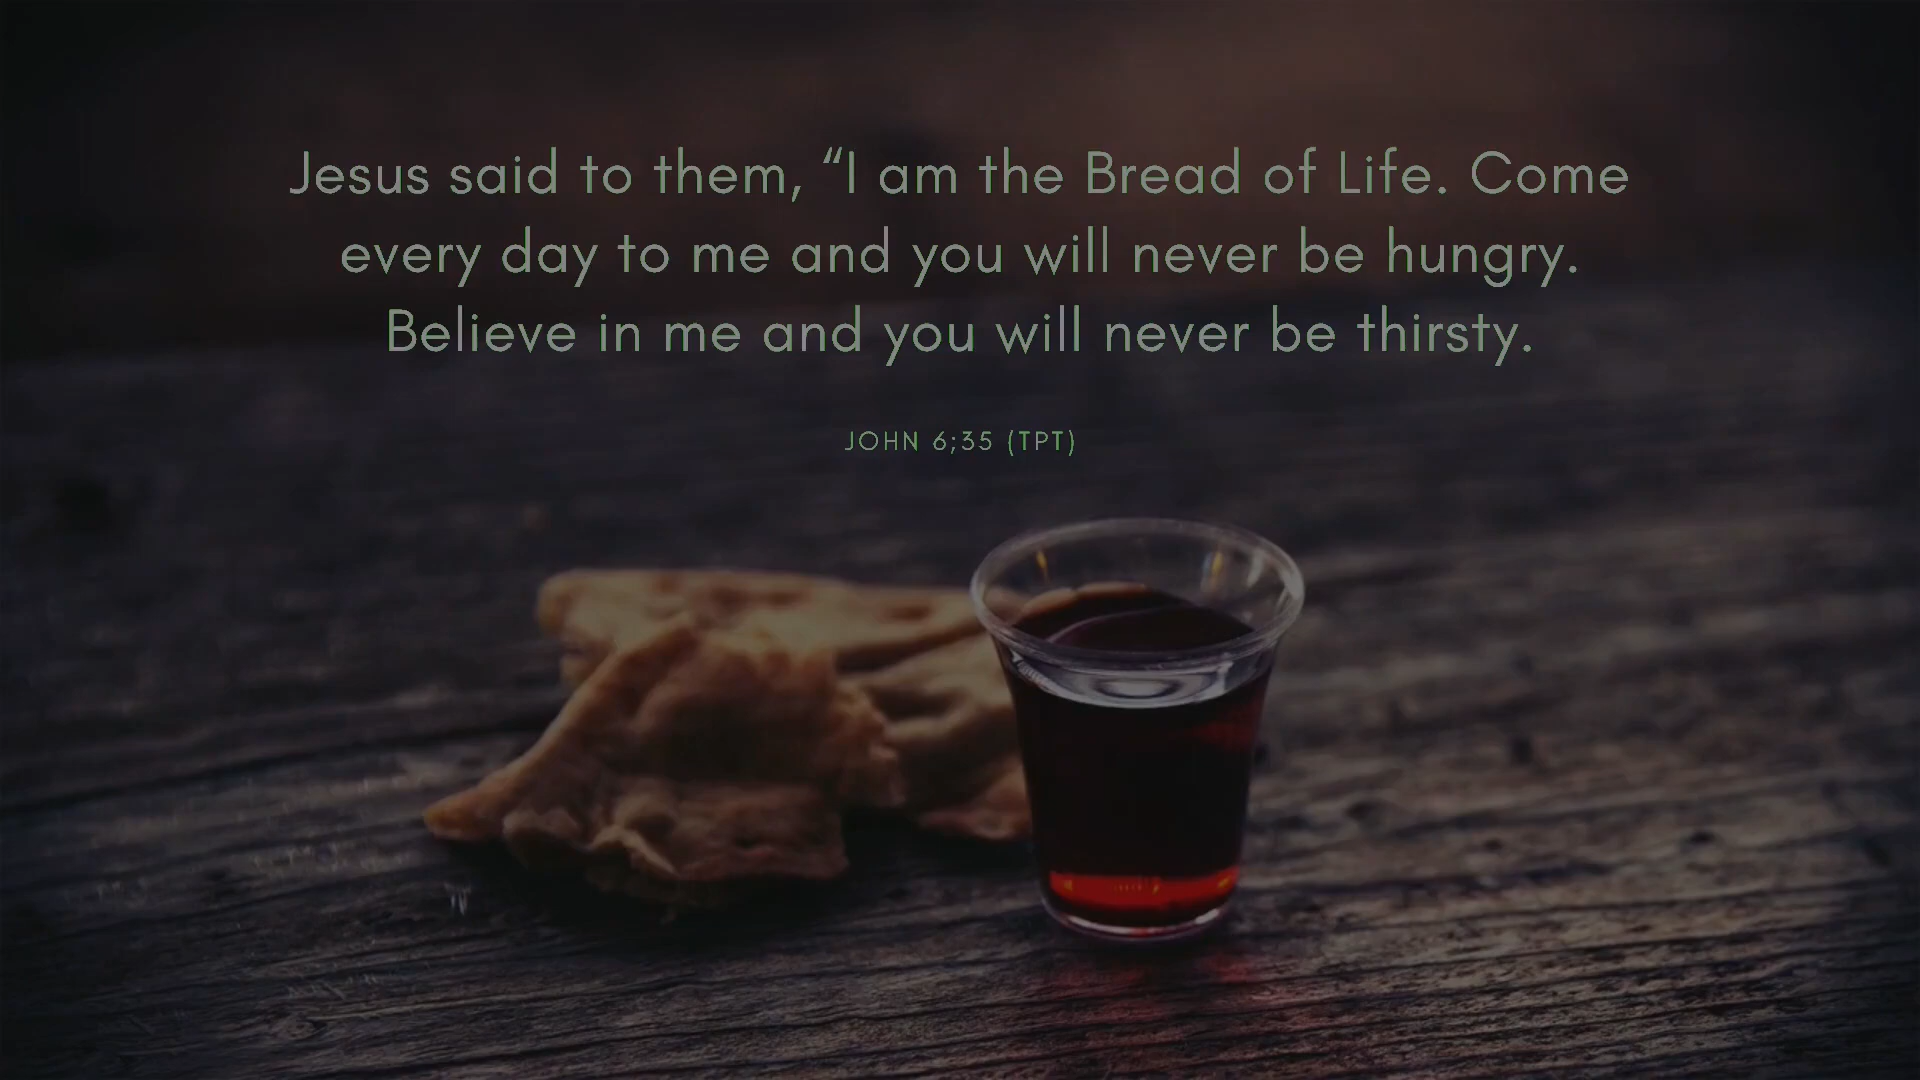 Jesus said to them, “I am the Bread of Life. Come
every day to me and you will never be hungry.
Believe in me and you will never be thirsty.
JOHN 6;35 (TPT)